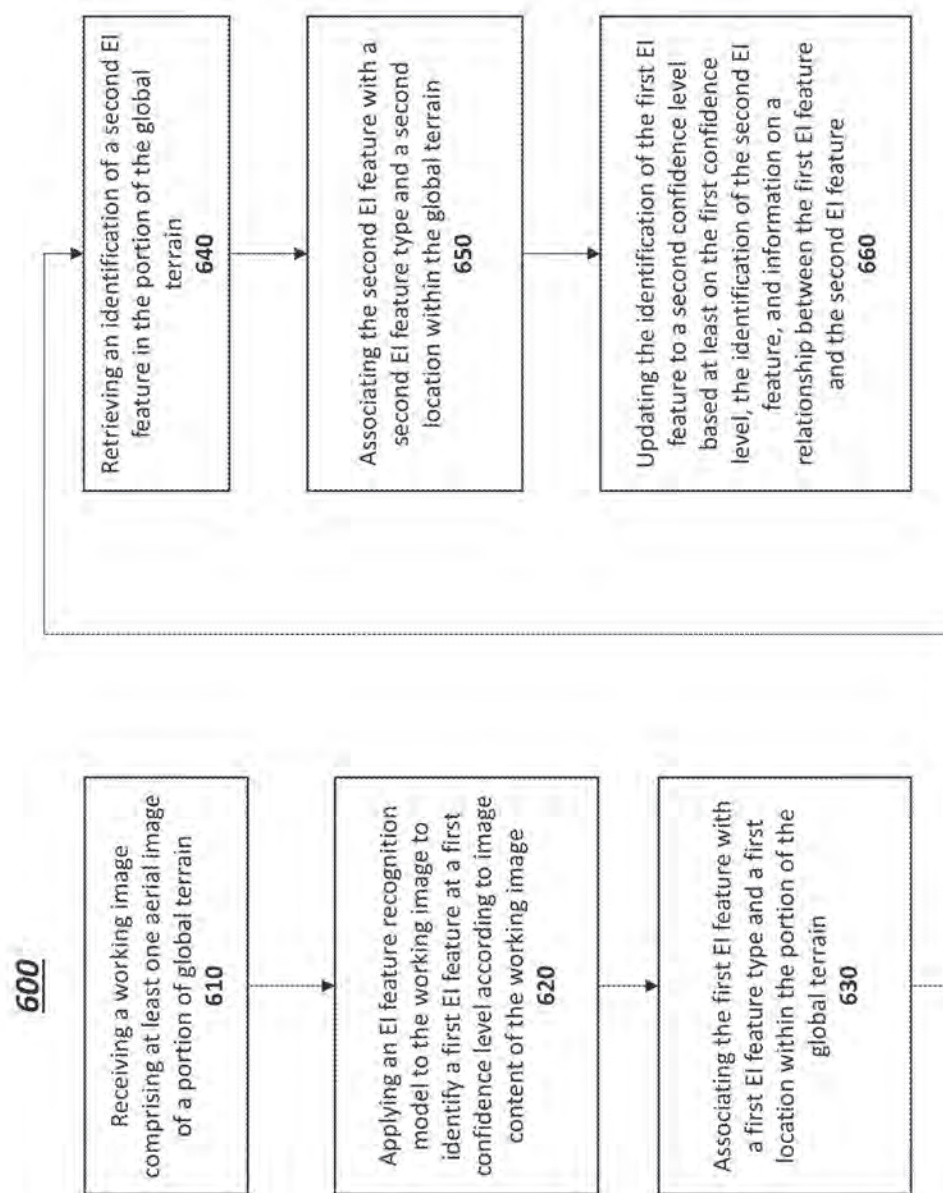 600
Receiving a working image
comprising at least one aerial image
of a portion of global terrain
610
Applying an EI feature recognition
model to the working image to
identify a first EI feature at a first
confidence level according to image
content of the working image
620
Associating the first EI feature with
a first EI feature type and a first
location within the portion of the
global terrain
630
Retrieving an identification of a second EI
feature in the portion of the global
terrain
640
Associating the second EI feature with a
second EI feature type and a second
location within the global terrain
650
Updating the identification of the first EI
feature to a second confidence level
based at least on the first confidence
level, the identification of the second EI
feature, and information on a
relationship between the first EI feature
and the second EI feature
660